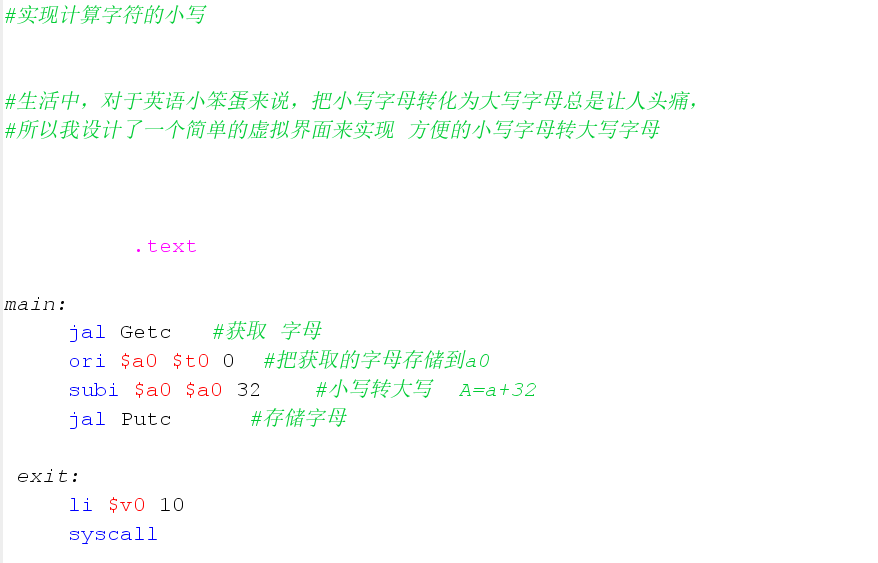 #实现计算字符的小写
#生活中，对于英语小笨蛋来说，把小写字母转化为大写字母总是让人头痛，
#所以我设计了一个简单的虚拟界面来实现 方便的小写字母转大写字母
.text
main:
jal Getc #获取 字母
ori $a0 $t0 0 #把获取的字母存储到a0
subi $a0 $a0 32 #小写转大写 A=a+32
jal Putc #存储字母
exit:
li $v0 10
syscall